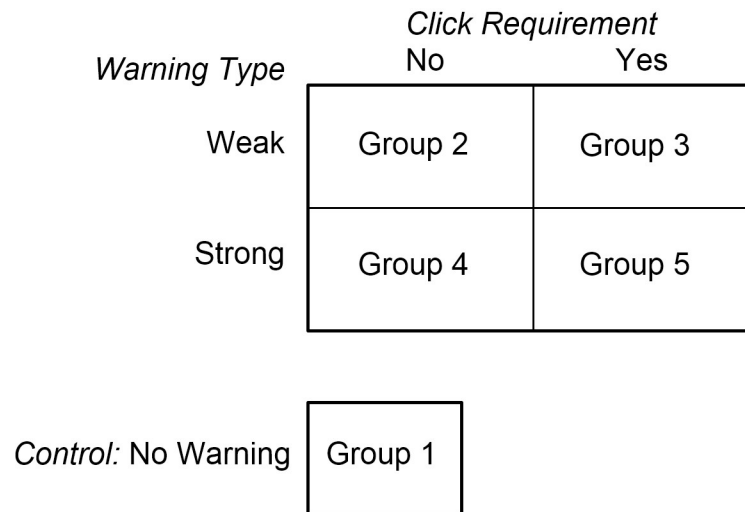 Click Requirement
Warning Type No Yes
Weak Group 2 Group 3
Strong Group 4 Group 5
Control: No Warning Group 1